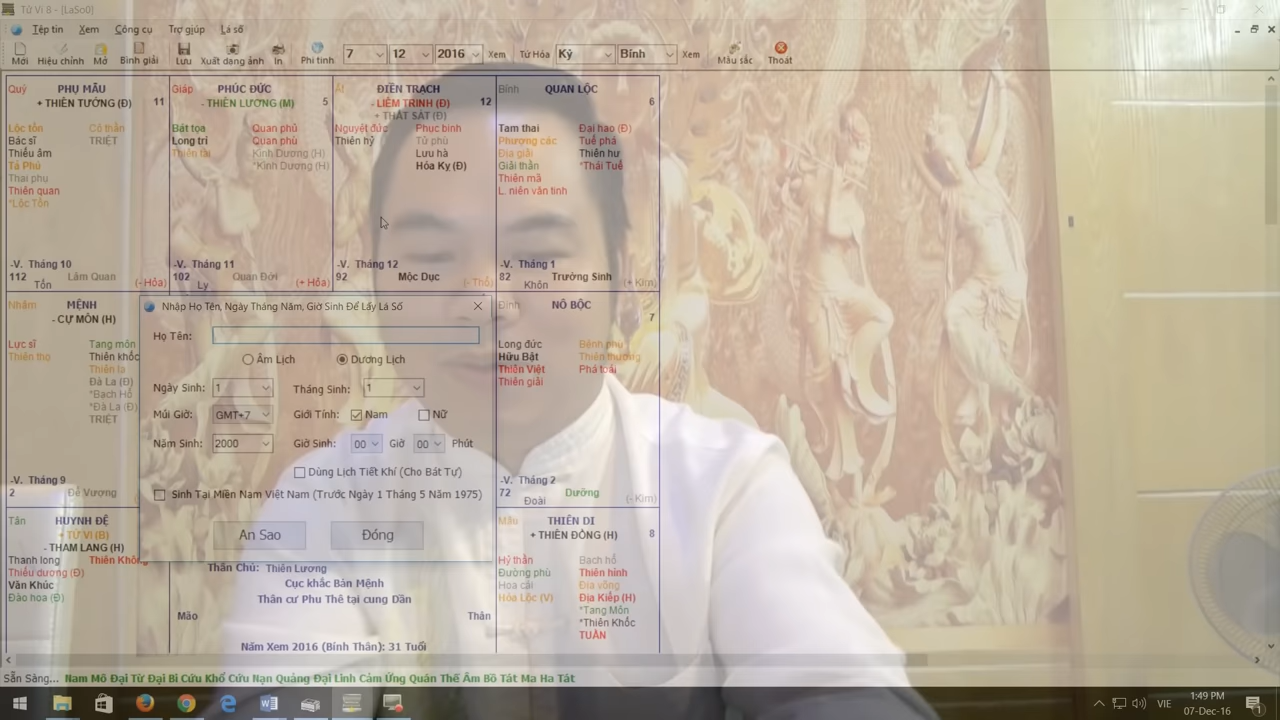 Tử Vi 8 - [LaSo0]
Tệp tin Xem Công cụ Trợ giúp Lá số
Mới Hiệu chỉnh Mở Bình giải Lưu Xuất dạng ảnh In Phi tinh 7 12 2016 Xem Tứ Hóa Kỷ Bính Xem Màu sắc Thoát
Quý PHỤ MẪU
+ THIÊN TƯỚNG (Đ) 11
Lộc tồn Cô thần
Bác sĩ TRIỆT
Thiếu âm
Tả Phù
Thai phụ
Thiên quan
*Lộc Tồn
-V. Tháng 10
112 Tốn Lâm Quan (- Hỏa)
Giáp PHÚC ĐỨC
- THIÊN LƯƠNG (M) 5
Bát tọa Quan phủ
Long trì Quan phù
Thiên tài Kình Dương (H)
*Kình Dương (H)
-V. Tháng 11
102 Ly Quan Đới (+ Hỏa)
Ất ĐIỀN TRẠCH
- LIÊM TRINH (Đ) 12
+ THẤT SÁT (Đ)
Nguyệt đức Phục binh
Thiên hỷ Tử phù
Lưu hà
Hóa Kỵ (Đ)
-V. Tháng 12
92 Mộc Dục (- Thổ)
Bính QUAN LỘC
6
Tam thai Đại hao (Đ)
Phượng các Tuế phá
Địa giải Thiên hư
Giải thần *Thái Tuế
Thiên mã
L. niên văn tinh
-V. Tháng 1
82 Khôn Trường Sinh (+ Kim)
Nhâm MỆNH
- CỰ MÔN (H)
Lực sĩ Tang môn
Thiên thọ Thiên khốc
Thiên la
Đà La (Đ)
*Bạch Hổ
*Đà La (Đ)
TRIỆT
-V. Tháng 9
2 Đế Vượng
Nhập Họ Tên, Ngày Tháng Năm, Giờ Sinh Để Lấy Lá Số
Họ Tên:
Âm Lịch Dương Lịch
Ngày Sinh: 1 Tháng Sinh: 1
Múi Giờ: GMT+7 Giới Tính: Nam Nữ
Năm Sinh: 2000 Giờ Sinh: 00 Giờ 00 Phút
Dùng Lịch Tiết Khí (Cho Bát Tự)
Sinh Tại Miền Nam Việt Nam (Trước Ngày 1 Tháng 5 Năm 1975)
An Sao Đóng
Đinh NÔ BỘC
7
Long đức Bệnh phù
Hữu Bật Thiên thương
Thiên Việt Phá toái
Thiên giải
-V. Tháng 2
72 Đoài Dưỡng (- Kim)
Tân HUYNH ĐỆ
+ TỬ VI (B)
- THAM LANG (H)
Thanh long Thiên Không
Thiếu dương (Đ)
Văn Khúc
Đào hoa (Đ)
Thân Chủ: Thiên Lương
Cục khắc Bản Mệnh
Thân cư Phu Thê tại cung Dần
Mão Thân
Năm Xem 2016 (Bính Thân): 31 Tuổi
Mậu THIÊN DI
+ THIÊN ĐỒNG (H) 8
Hỷ thần Bạch hổ
Đường phù Thiên hình
Hoa cái Địa võng
Hóa Lộc (V) Địa Kiếp (H)
*Tang Môn
*Thiên Khốc
TUẦN
Sẵn Sàng... Nam Mô Đại Từ Đại Bi Cứu Khổ Cứu Nạn Quảng Đại Linh Cảm Ứng Quán Thế Âm Bồ Tát Ma Ha Tát
VIE 1:49 PM
07-Dec-16
1